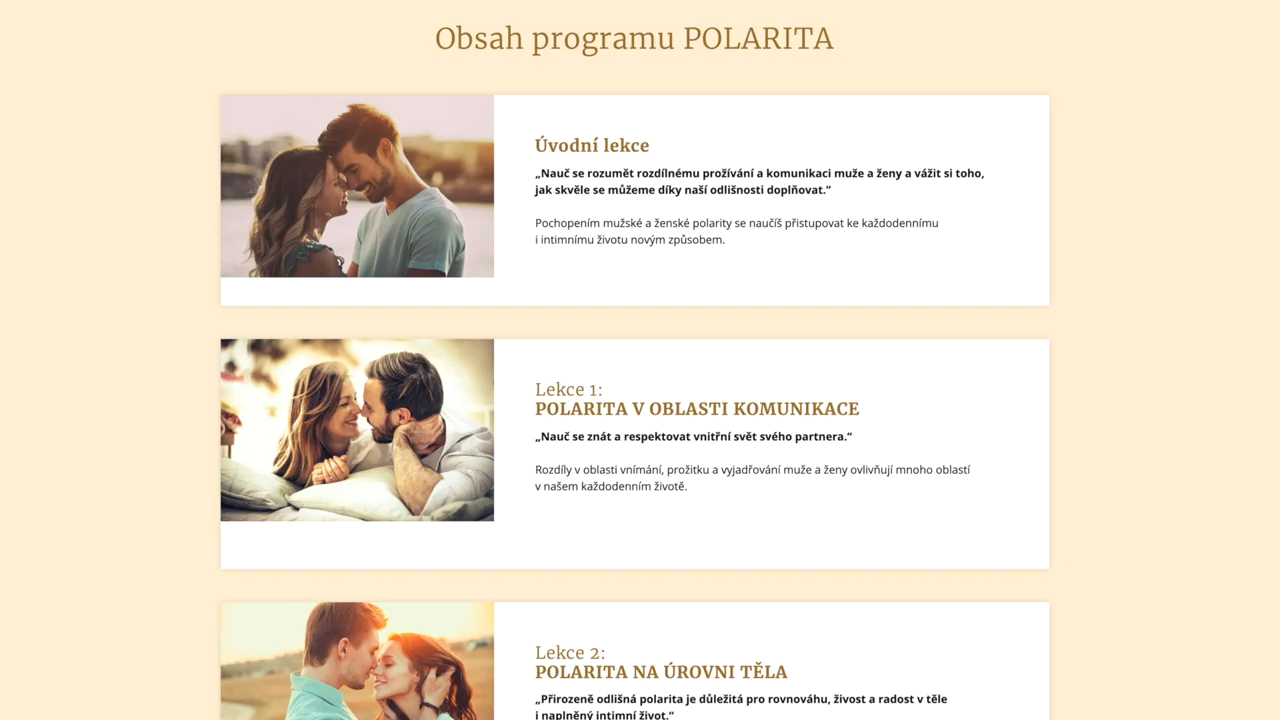 Obsah programu POLARITA
Úvodní lekce
„Nauč se rozumět rozdílnému prožívání a komunikaci muže a ženy a vážit si toho,
jak skvěle se můžeme díky naší odlišnosti doplňovat.”
Pochopením mužské a ženské polarity se naučíš přistupovat ke každodennímu
i intimnímu životu novým způsobem.
Lekce 1:
POLARITA V OBLASTI KOMUNIKACE
„Nauč se znát a respektovat vnitřní svět svého partnera.“
Rozdíly v oblasti vnímání, prožitku a vyjadřování muže a ženy ovlivňují mnoho oblastí
v našem každodenním životě.
Lekce 2:
POLARITA NA ÚROVNI TĚLA
„Přirozeně odlišná polarita je důležitá pro rovnováhu, živost a radost v těle
i naplněný intimní život.“